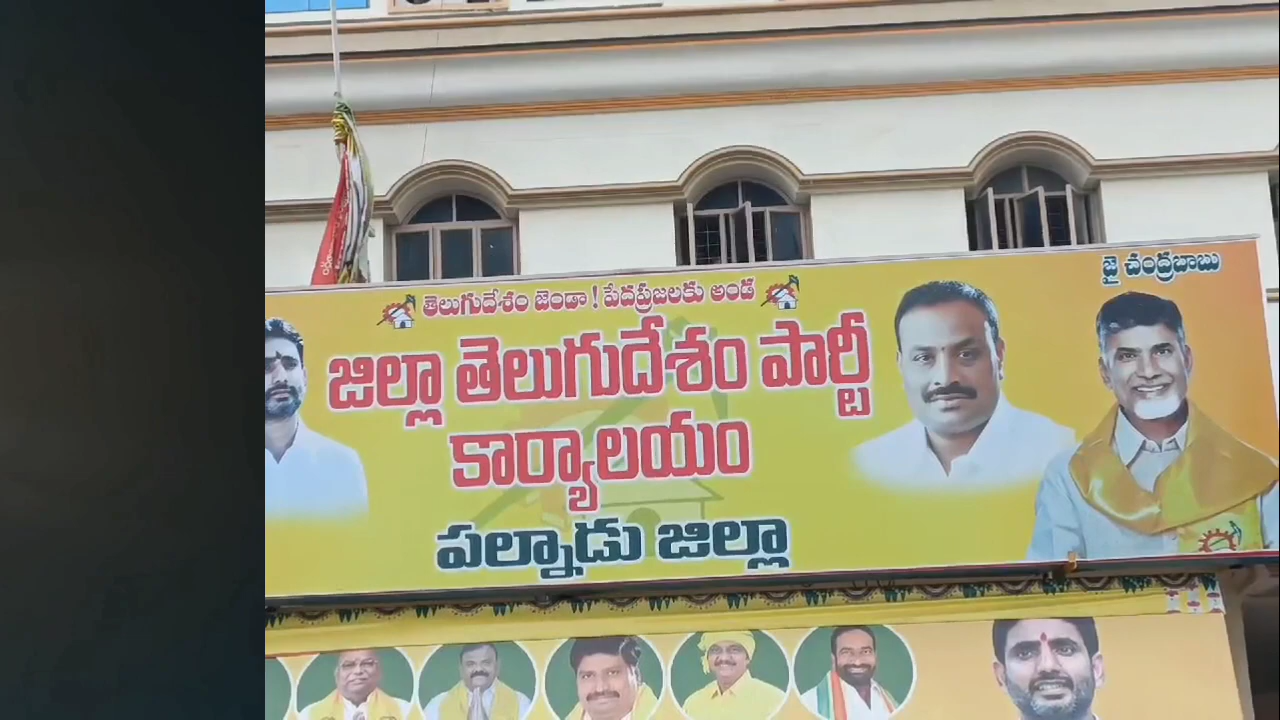 జై చంద్రబాబు
తెలుగుదేశం జెండా ! పేదప్రజలకు అండ
జిల్లా తెలుగుదేశం పార్టీ
కార్యాలయం
పల్నాడు జిల్లా